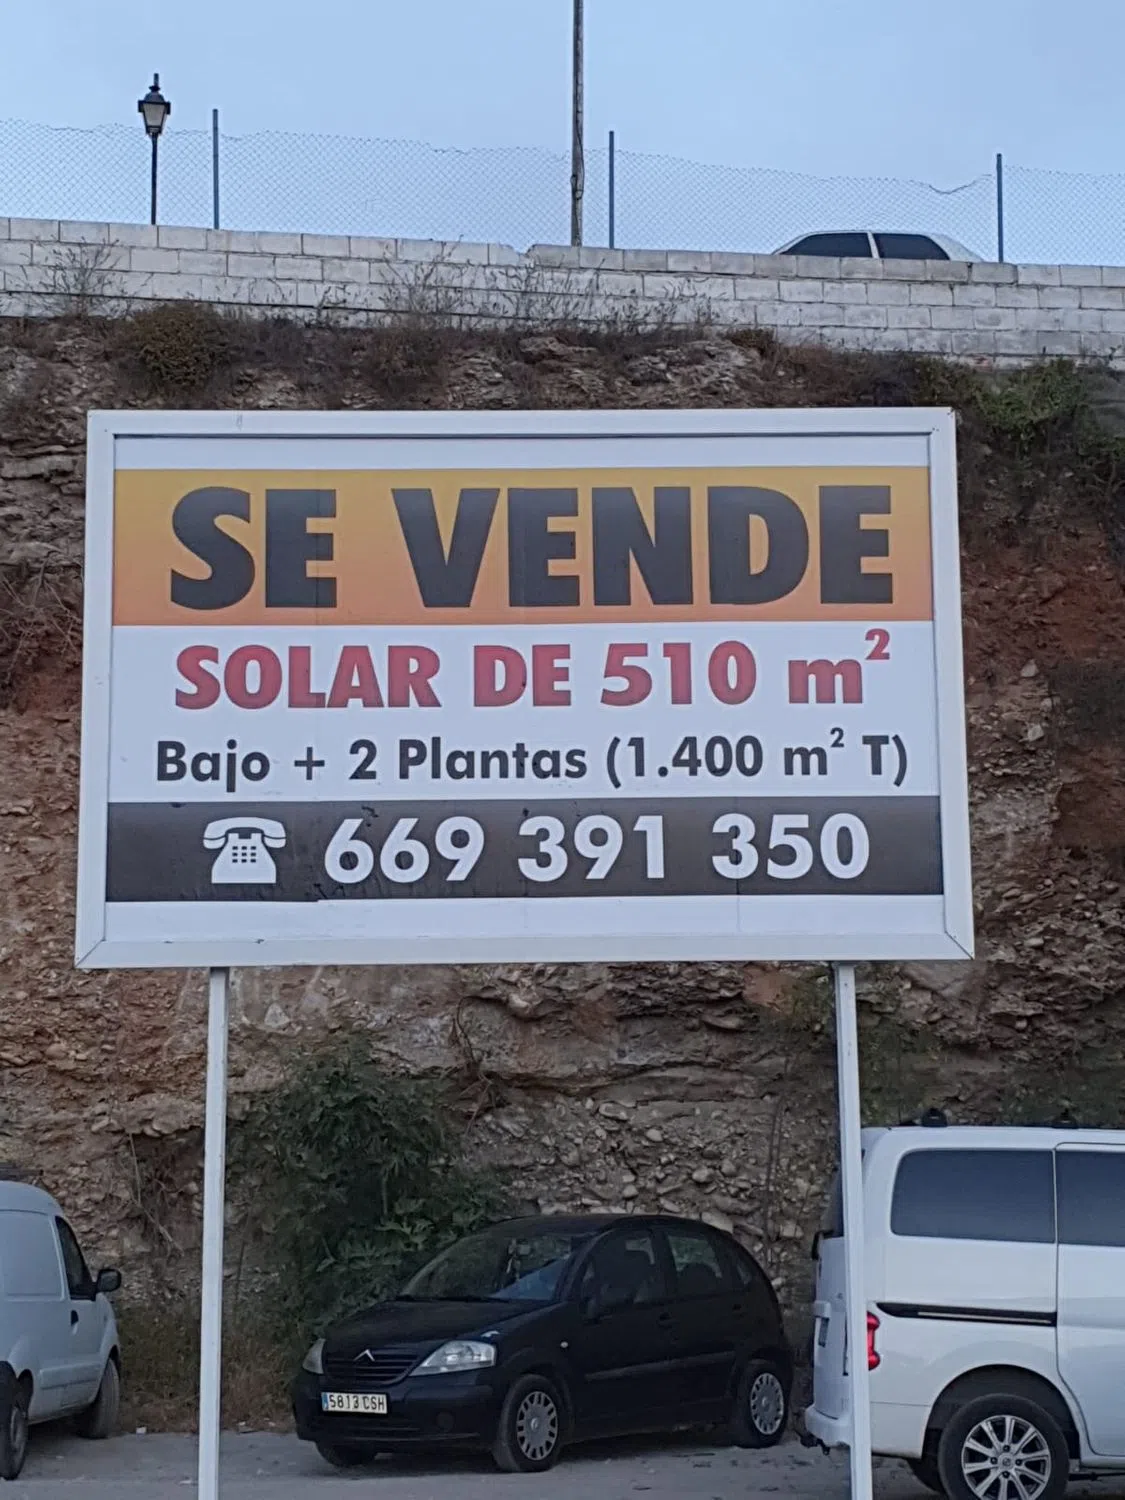 SE VENDE
SOLAR DE 510 m²
Bajo + 2 Plantas (1.400 m² T)
669 391 350
5813 CSH